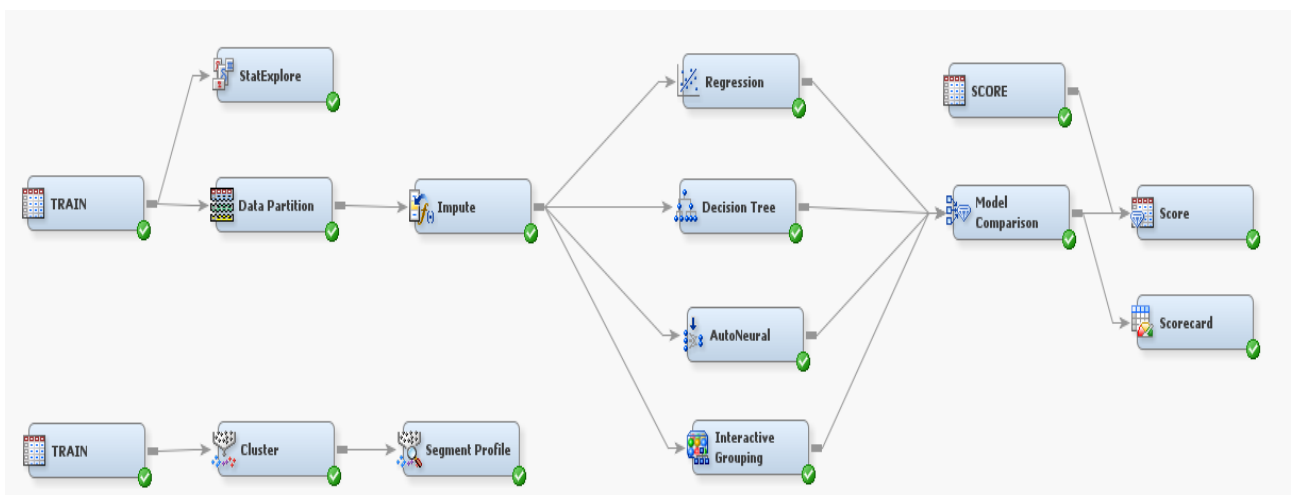 StatExplore
Regression
SCORE
TRAIN
Data Partition
Impute
Decision Tree
Model
Comparison
Score
AutoNeural
Scorecard
TRAIN
Cluster
Segment Profile
Interactive
Grouping